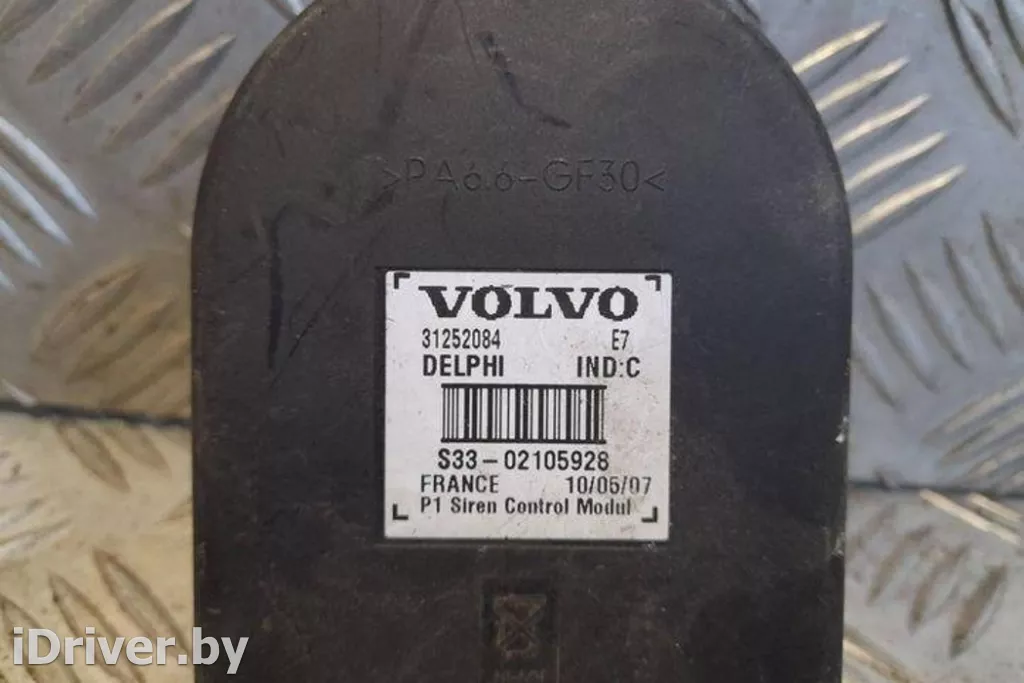 >PA6.6-GF30<
VOLVO
31252084 E7
DELPHI IND:C
S33-02105928
FRANCE 10/05/07
P1 Siren Control Modul
iDriver.by